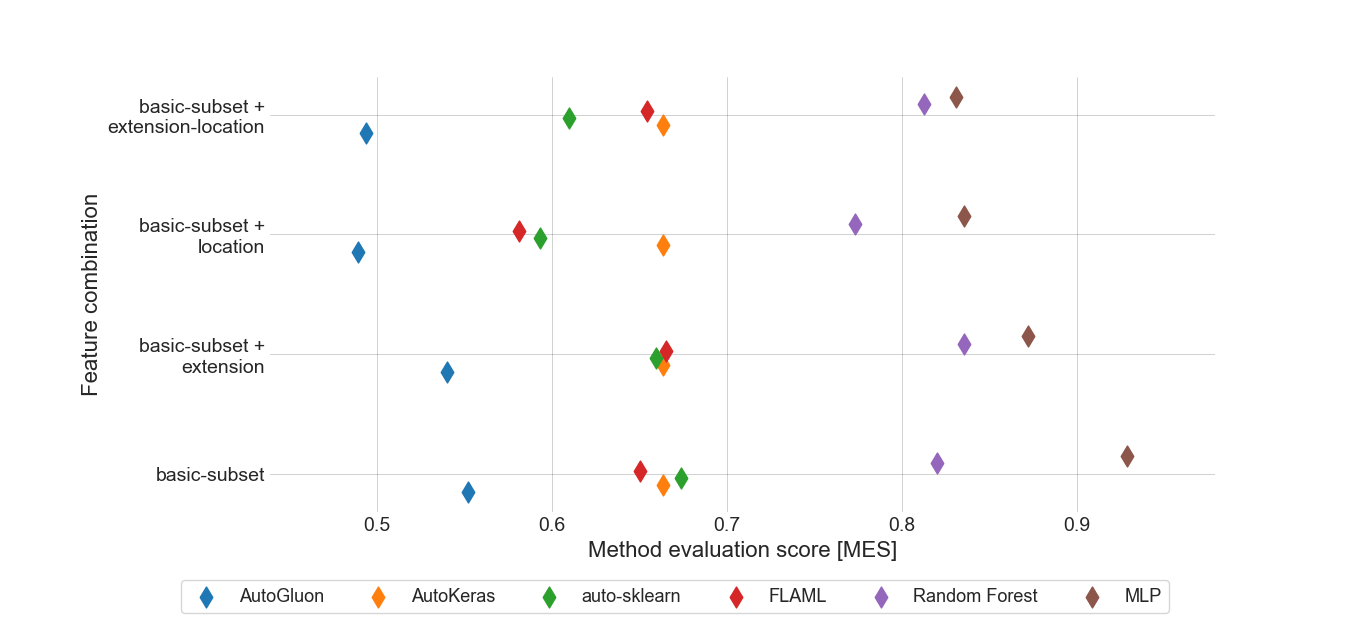 Feature combination
basic-subset +
extension-location
basic-subset +
location
basic-subset +
extension
basic-subset
0.5 0.6 0.7 0.8 0.9
Method evaluation score [MES]
AutoGluon AutoKeras auto-sklearn FLAML Random Forest MLP